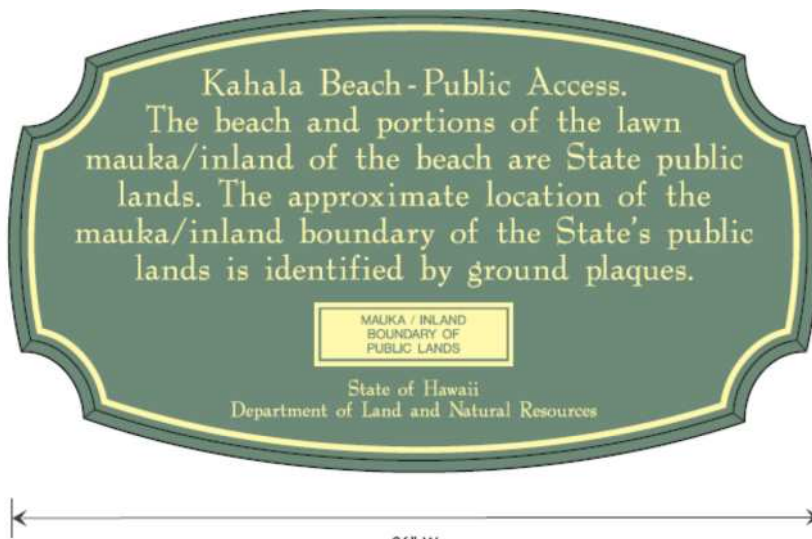 Kahala Beach-Public Access.
The beach and portions of the lawn
mauka/inland of the beach are State public
lands. The approximate location of the
mauka/inland boundary of the State's public
lands is identified by ground plaques.
MAUKA / INLAND
BOUNDARY OF
PUBLIC LANDS
State of Hawaii
Department of Land and Natural Resources